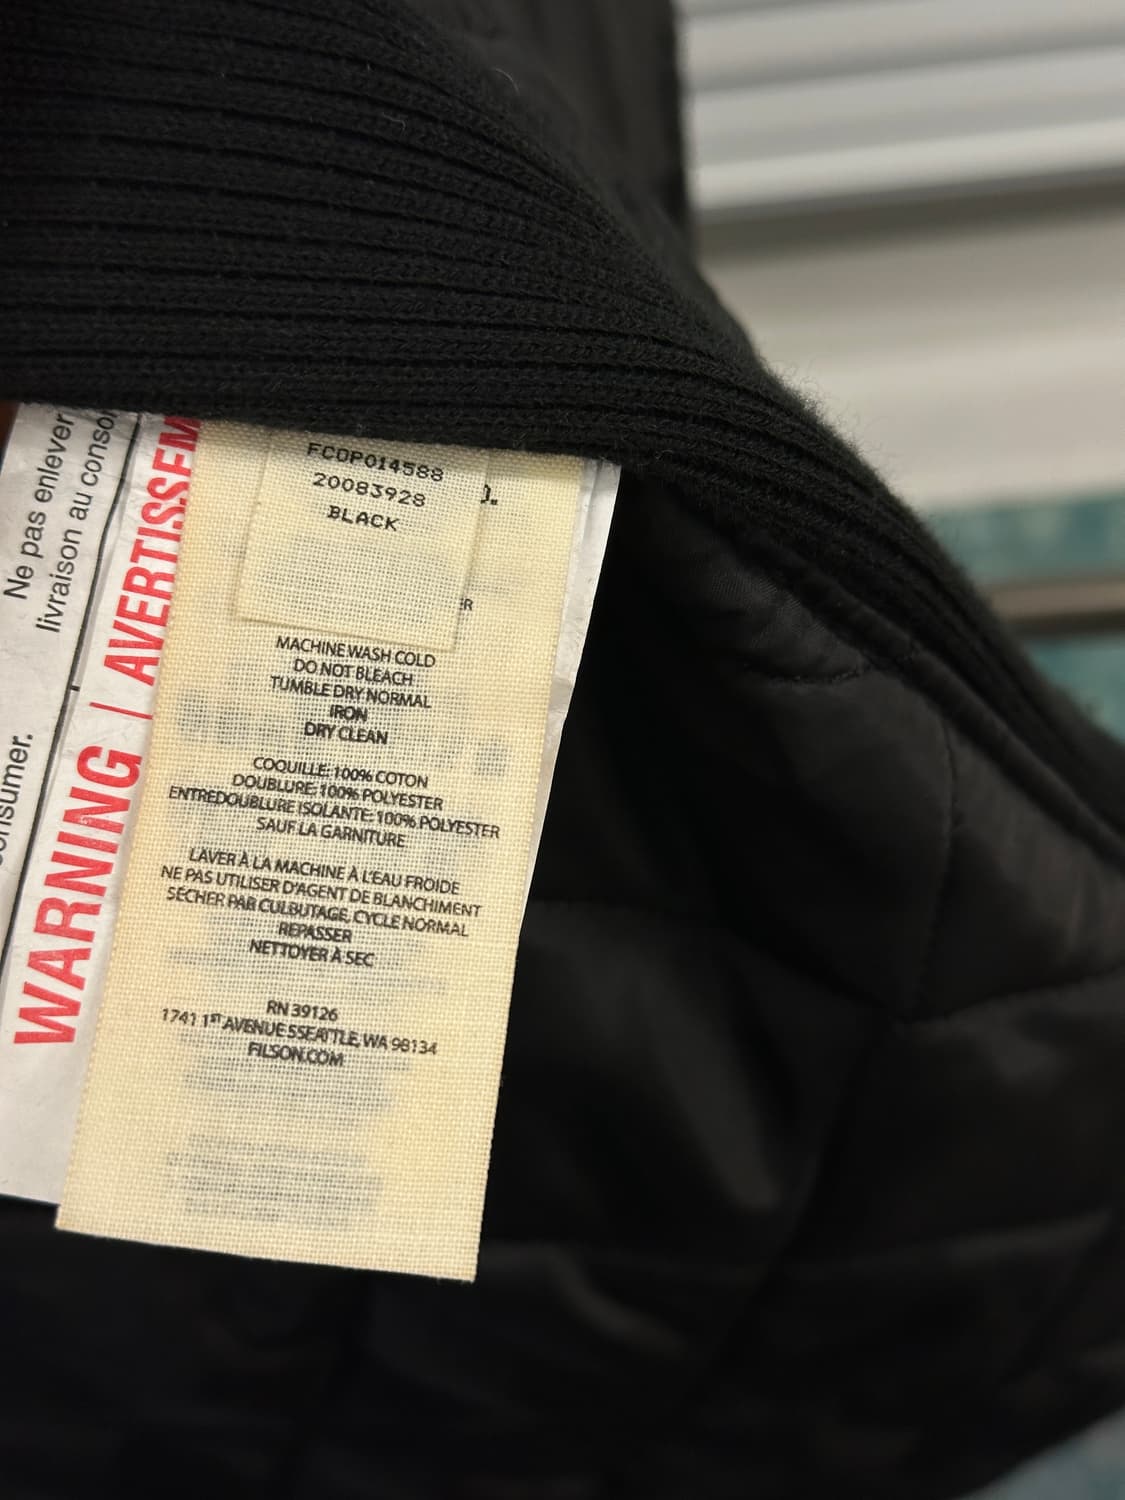 Ne pas enlever
livraison au conso
WARNING | AVERTISSEM
FCOP014588
20083928
BLACK
MACHINE WASH COLD
DO NOT BLEACH
TUMBLE DRY NORMAL
IRON
DRY CLEAN
COQUILLE: 100% COTON
DOUBLURE: 100% POLYESTER
ENTREDOUBLURE ISOLANTE: 100% POLYESTER
SAUF LA GARNITURE
LAVER À LA MACHINE À L'EAU FROIDE
NE PAS UTILISER D'AGENT DE BLANCHIMENT
SÉCHER PAR CULBUTAGE, CYCLE NORMAL
REPASSER
NETTOYER À SEC
RN 39126
1741 1ST AVENUE S SEATTLE, WA 98134
FILSON.COM